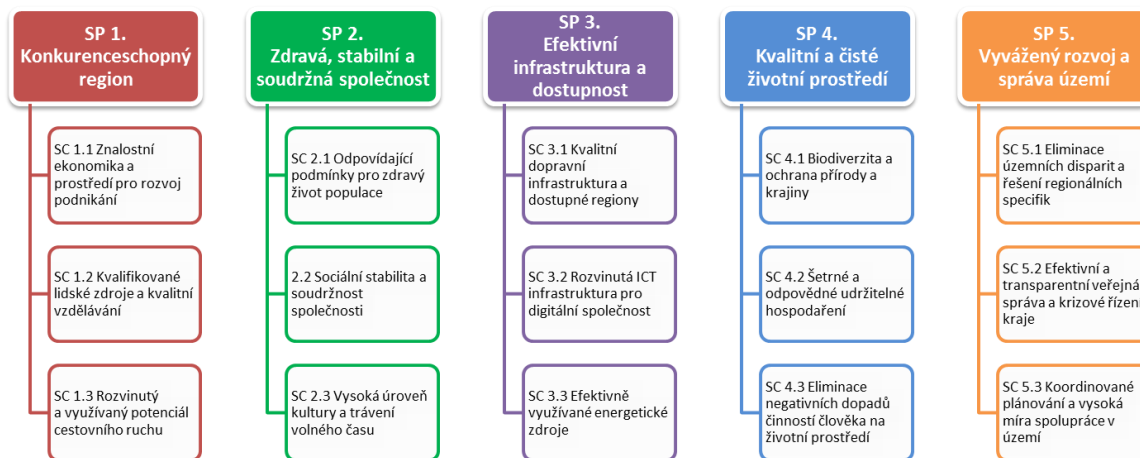 SP 1.
Konkurenceschopný
region
SC 1.1 Znalostní
ekonomika a
prostředí pro rozvoj
podnikání
SC 1.2 Kvalifikované
lidské zdroje a kvalitní
vzdělávání
SC 1.3 Rozvinutý
a využívaný potenciál
cestovního ruchu
SP 2.
Zdravá, stabilní a
soudržná společnost
SC 2.1 Odpovídající
podmínky pro zdravý
život populace
2.2 Sociální stabilita a
soudržnost
společnosti
SC 2.3 Vysoká úroveň
kultury a trávení
volného času
SP 3.
Efektivní
infrastruktura a
dostupnost
SC 3.1 Kvalitní
dopravní
infrastruktura a
dostupné regiony
SC 3.2 Rozvinutá ICT
infrastruktura pro
digitální společnost
SC 3.3 Efektivně
využívané energetické
zdroje
SP 4.
Kvalitní a čisté
životní prostředí
SC 4.1 Biodiverzita a
ochrana přírody a
krajiny
SC 4.2 Šetrné a
odpovědné udržitelné
hospodaření
SC 4.3 Eliminace
negativních dopadů
činností člověka na
životní prostředí
SP 5.
Vyvážený rozvoj a
správa území
SC 5.1 Eliminace
územních disparit a
řešení regionálních
specifik
SC 5.2 Efektivní a
transparentní veřejná
správa a krizové řízení
kraje
SC 5.3 Koordinované
plánování a vysoká
míra spolupráce v
území